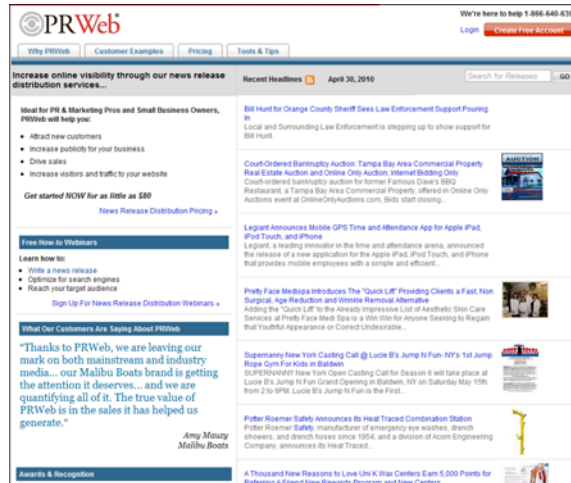 PRWeb
We're here to help 1-866-640-639
Login Create Free Account
Why PRWeb Customer Examples Pricing Tools & Tips
Increase online visibility through our news release
distribution services...
Recent Headlines April 30, 2010 Search for Releases GO
Ideal for PR & Marketing Pros and Small Business Owners,
PRWeb will help you:
Attract new customers
Increase publicity for your business
Drive sales
Increase visitors and traffic to your website
Get started NOW for as little as $80
News Release Distribution Pricing »
Free How-to Webinars
Learn how to:
Write a news release
Optimize for search engines
Reach your target audience
Sign Up For News Release Distribution Webinars »
What Our Customers Are Saying About PRWeb
"Thanks to PRWeb, we are leaving our
mark on both mainstream and industry
media... our Malibu Boats brand is getting
the attention it deserves... and we are
quantifying all of it. The true value of
PRWeb is in the sales it has helped us
generate."
Amy Mauzy
Malibu Boats
Awards & Recognition
Bill Hunt for Orange County Sheriff Sees Law Enforcement Support Pouring
In
Local and Surrounding Law Enforcement is stepping up to show support for
Bill Hunt.
Court-Ordered Bankruptcy Auction: Tampa Bay Area Commercial Property
Real Estate Auction and Online Only Auction; Internet Bidding Only
Court-ordered bankruptcy auction for former Famous Dave's BBQ
Restaurant, a Tampa Bay Area Commercial Property, offered in Online Only
Auctions event at OnlineOnlyAuctions.com, Bids start closing...
AUCTION
Legiant Announces Mobile GPS Time and Attendance App for Apple iPad,
iPod Touch, and iPhone
Legiant, a leading innovator in the time and attendance arena, announced
the release of a new application for the Apple iPad, iPod Touch, and iPhone
that provides mobile employees with a simple and efficient...
Pretty Face Medispa Introduces The "Quick Lift" Providing Clients a Fast, Non
Surgical, Age Reduction and Wrinkle Removal Alternative
Adding the "Quick Lift" to the Already Impressive List of Aesthetic Skin Care
Services at Pretty Face Medi Spa is a Win Win for Anyone Seeking to Regain
that Youthful Appearance or Correct Undesirable...
Supernanny New York Casting Call @ Lucie B's Jump N Fun- NY's 1st Jump
Rope Gym For Kids in Baldwin
SUPERNANNY New York Open Casting Call for Season 6 will take place at
Lucie B's Jump N Fun Grand Opening in Baldwin, NY on Saturday May 15th
from 2 to 6PM. Lucie B's Jump N Fun is the First...
Potter Roemer Safety Announces Its Heat Traced Combination Station
Potter Roemer Safety, manufacturer of emergency eye washes, drench
showers, and drench hoses since 1954, and a division of Acorn Engineering
Company, announces its Heat Traced...
A Thousand New Reasons to Love Uni K Wax Centers Earn 5,000 Points for
Referring A Friend New Rewards Program and New Centers